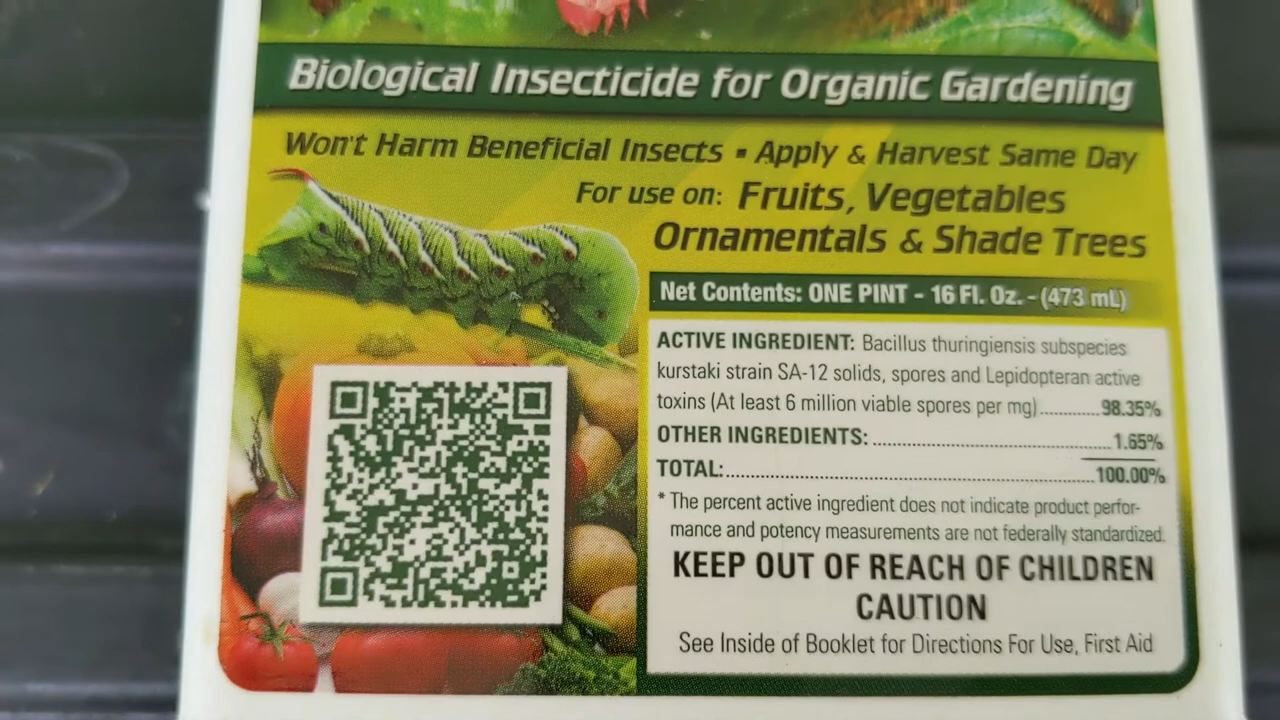 Biological Insecticide for Organic Gardening
Won't Harm Beneficial Insects ▪ Apply & Harvest Same Day
For use on: Fruits, Vegetables
Ornamentals & Shade Trees
Net Contents: ONE PINT - 16 Fl. Oz. - (473 mL)
ACTIVE INGREDIENT: Bacillus thuringiensis subspecies
kurstaki strain SA-12 solids, spores and Lepidopteran active
toxins (At least 6 million viable spores per mg)............98.35%
OTHER INGREDIENTS: ........................................1.65%
TOTAL:...............................................................100.00%
* The percent active ingredient does not indicate product perfor-
mance and potency measurements are not federally standardized.
KEEP OUT OF REACH OF CHILDREN
CAUTION
See Inside of Booklet for Directions For Use, First Aid